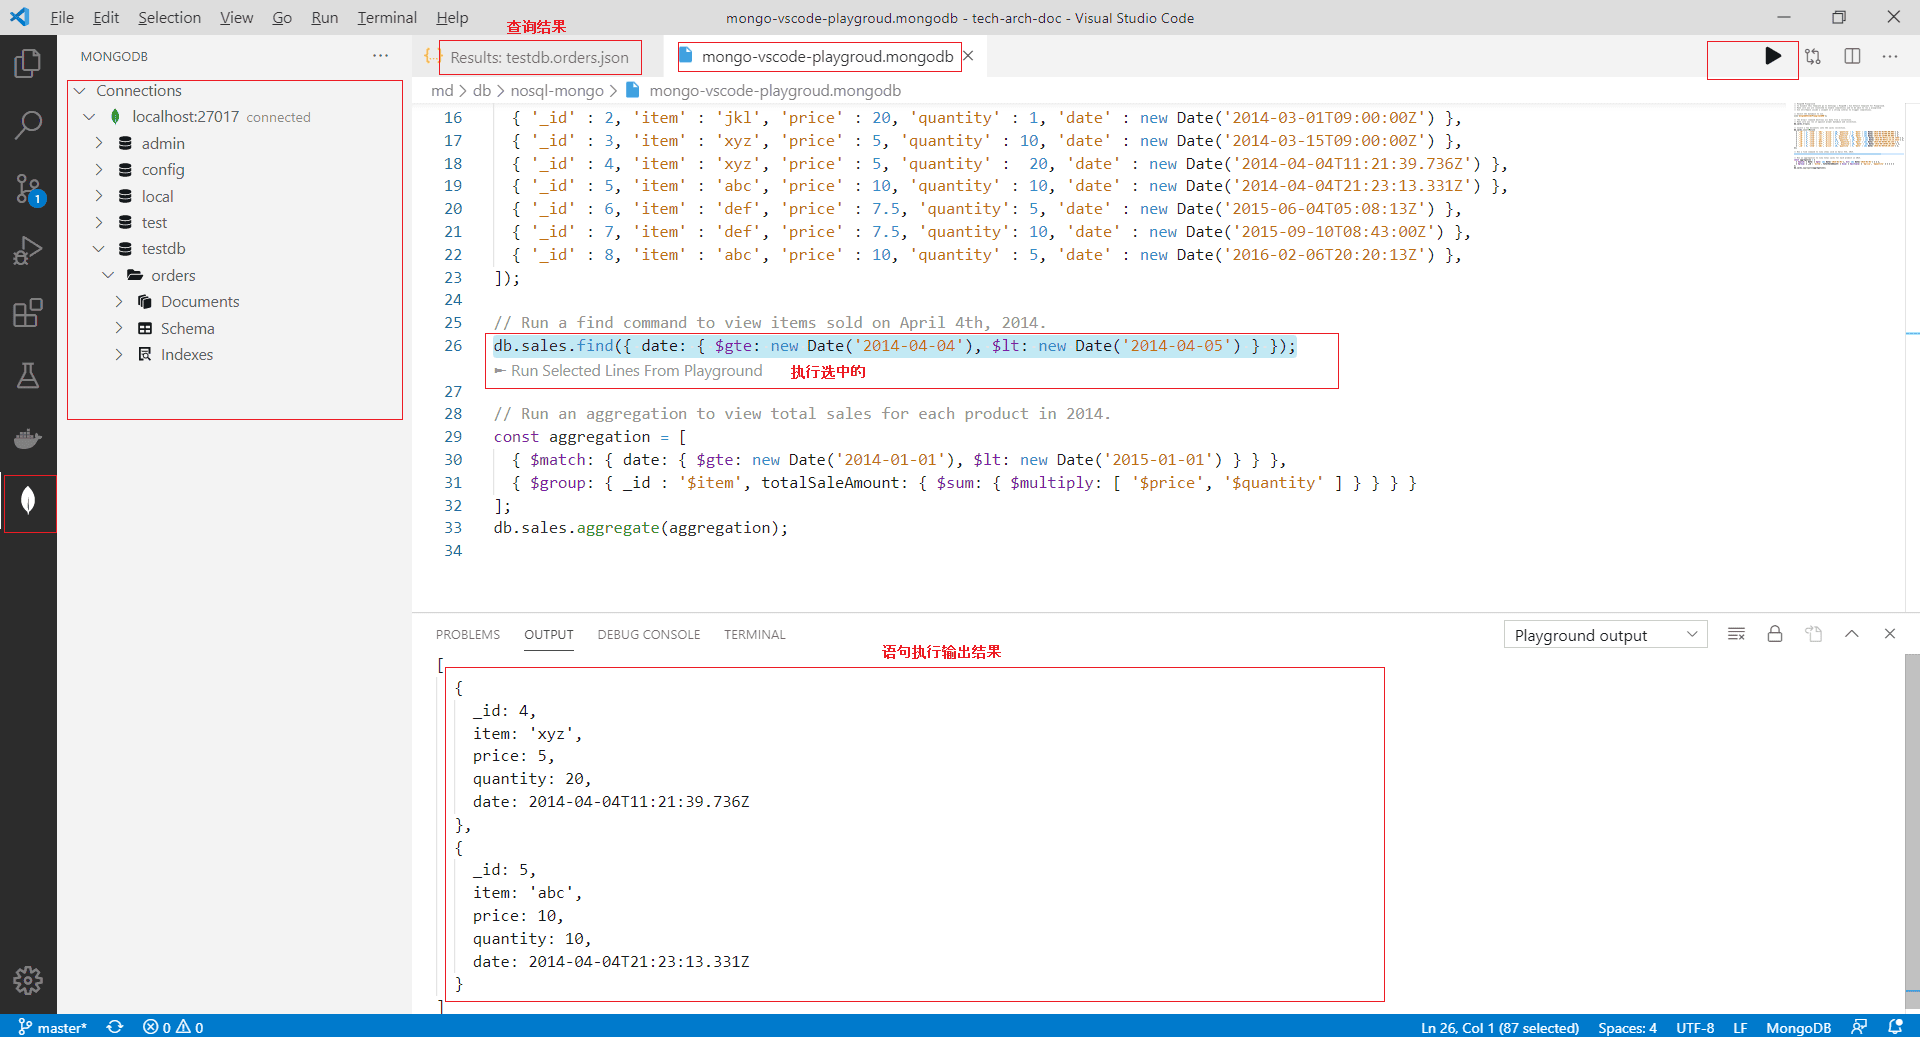 File Edit Selection View Go Run Terminal Help
mongo-vscode-playgroud.mongodb - tech-arch-doc - Visual Studio Code
查询结果
MONGODB
Results: testdb.orders.json
mongo-vscode-playgroud.mongodb
md > db > nosql-mongo > mongo-vscode-playgroud.mongodb
Connections
localhost:27017 connected
admin
config
local
test
testdb
orders
Documents
Schema
Indexes
1
16 { '_id' : 2, 'item' : 'jkl', 'price' : 20, 'quantity' : 1, 'date' : new Date('2014-03-01T09:00:00Z') },
17 { '_id' : 3, 'item' : 'xyz', 'price' : 5, 'quantity' : 10, 'date' : new Date('2014-03-15T09:00:00Z') },
18 { '_id' : 4, 'item' : 'xyz', 'price' : 5, 'quantity' :  20, 'date' : new Date('2014-04-04T11:21:39.736Z') },
19 { '_id' : 5, 'item' : 'abc', 'price' : 10, 'quantity' : 10, 'date' : new Date('2014-04-04T21:23:13.331Z') },
20 { '_id' : 6, 'item' : 'def', 'price' : 7.5, 'quantity': 5, 'date' : new Date('2015-06-04T05:08:13Z') },
21 { '_id' : 7, 'item' : 'def', 'price' : 7.5, 'quantity': 10, 'date' : new Date('2015-09-10T08:43:00Z') },
22 { '_id' : 8, 'item' : 'abc', 'price' : 10, 'quantity' : 5, 'date' : new Date('2016-02-06T20:20:13Z') },
23 ]);
24
25 // Run a find command to view items sold on April 4th, 2014.
26 db.sales.find({ date: { $gte: new Date('2014-04-04'), $lt: new Date('2014-04-05') } });
► Run Selected Lines From Playground 执行选中的
27
28 // Run an aggregation to view total sales for each product in 2014.
29 const aggregation = [
30 { $match: { date: { $gte: new Date('2014-01-01'), $lt: new Date('2015-01-01') } } },
31 { $group: { _id : '$item', totalSaleAmount: { $sum: { $multiply: [ '$price', '$quantity' ] } } } }
32 ];
33 db.sales.aggregate(aggregation);
34
PROBLEMS OUTPUT DEBUG CONSOLE TERMINAL
Playground output
语句执行输出结果
[
{
_id: 4,
item: 'xyz',
price: 5,
quantity: 20,
date: 2014-04-04T11:21:39.736Z
},
{
_id: 5,
item: 'abc',
price: 10,
quantity: 10,
date: 2014-04-04T21:23:13.331Z
}
]
master* 0 0
Ln 26, Col 1 (87 selected) Spaces: 4 UTF-8 LF MongoDB